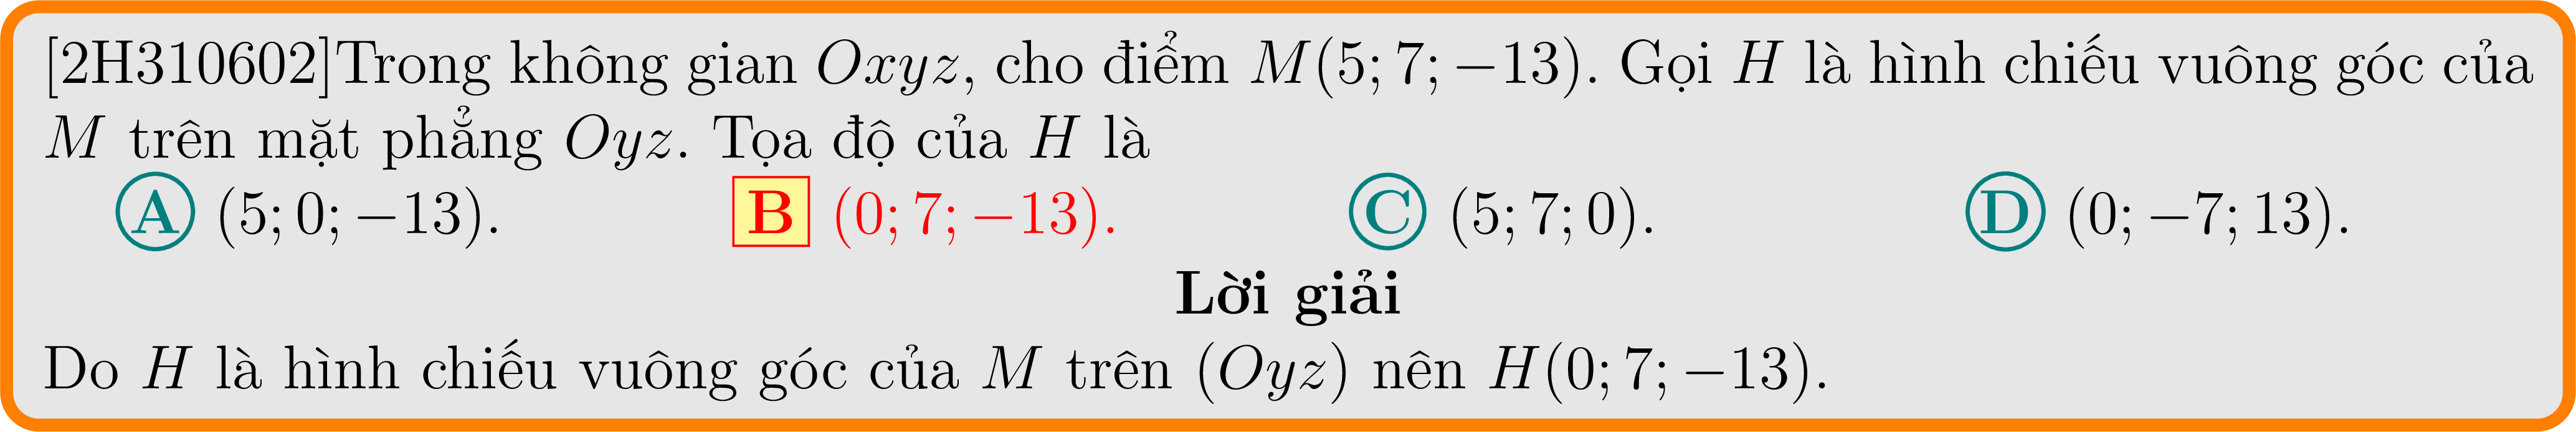 [2H310602]Trong không gian Oxyz, cho điểm M(5; 7; −13). Gọi H là hình chiếu vuông góc của
M trên mặt phẳng Oyz. Tọa độ của H là
A (5; 0; −13). B (0; 7; −13). C (5; 7; 0). D (0; −7; 13).
Lời giải
Do H là hình chiếu vuông góc của M trên (Oyz) nên H(0; 7; −13).